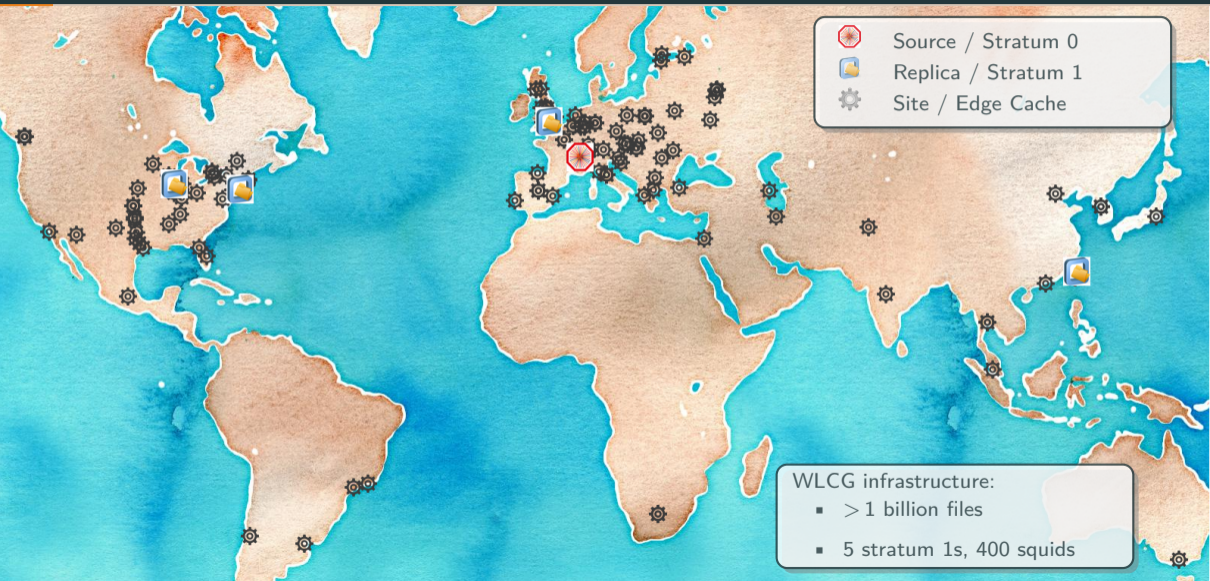 Source / Stratum 0
Replica / Stratum 1
Site / Edge Cache
WLCG infrastructure:
▪ >1 billion files
▪ 5 stratum 1s, 400 squids